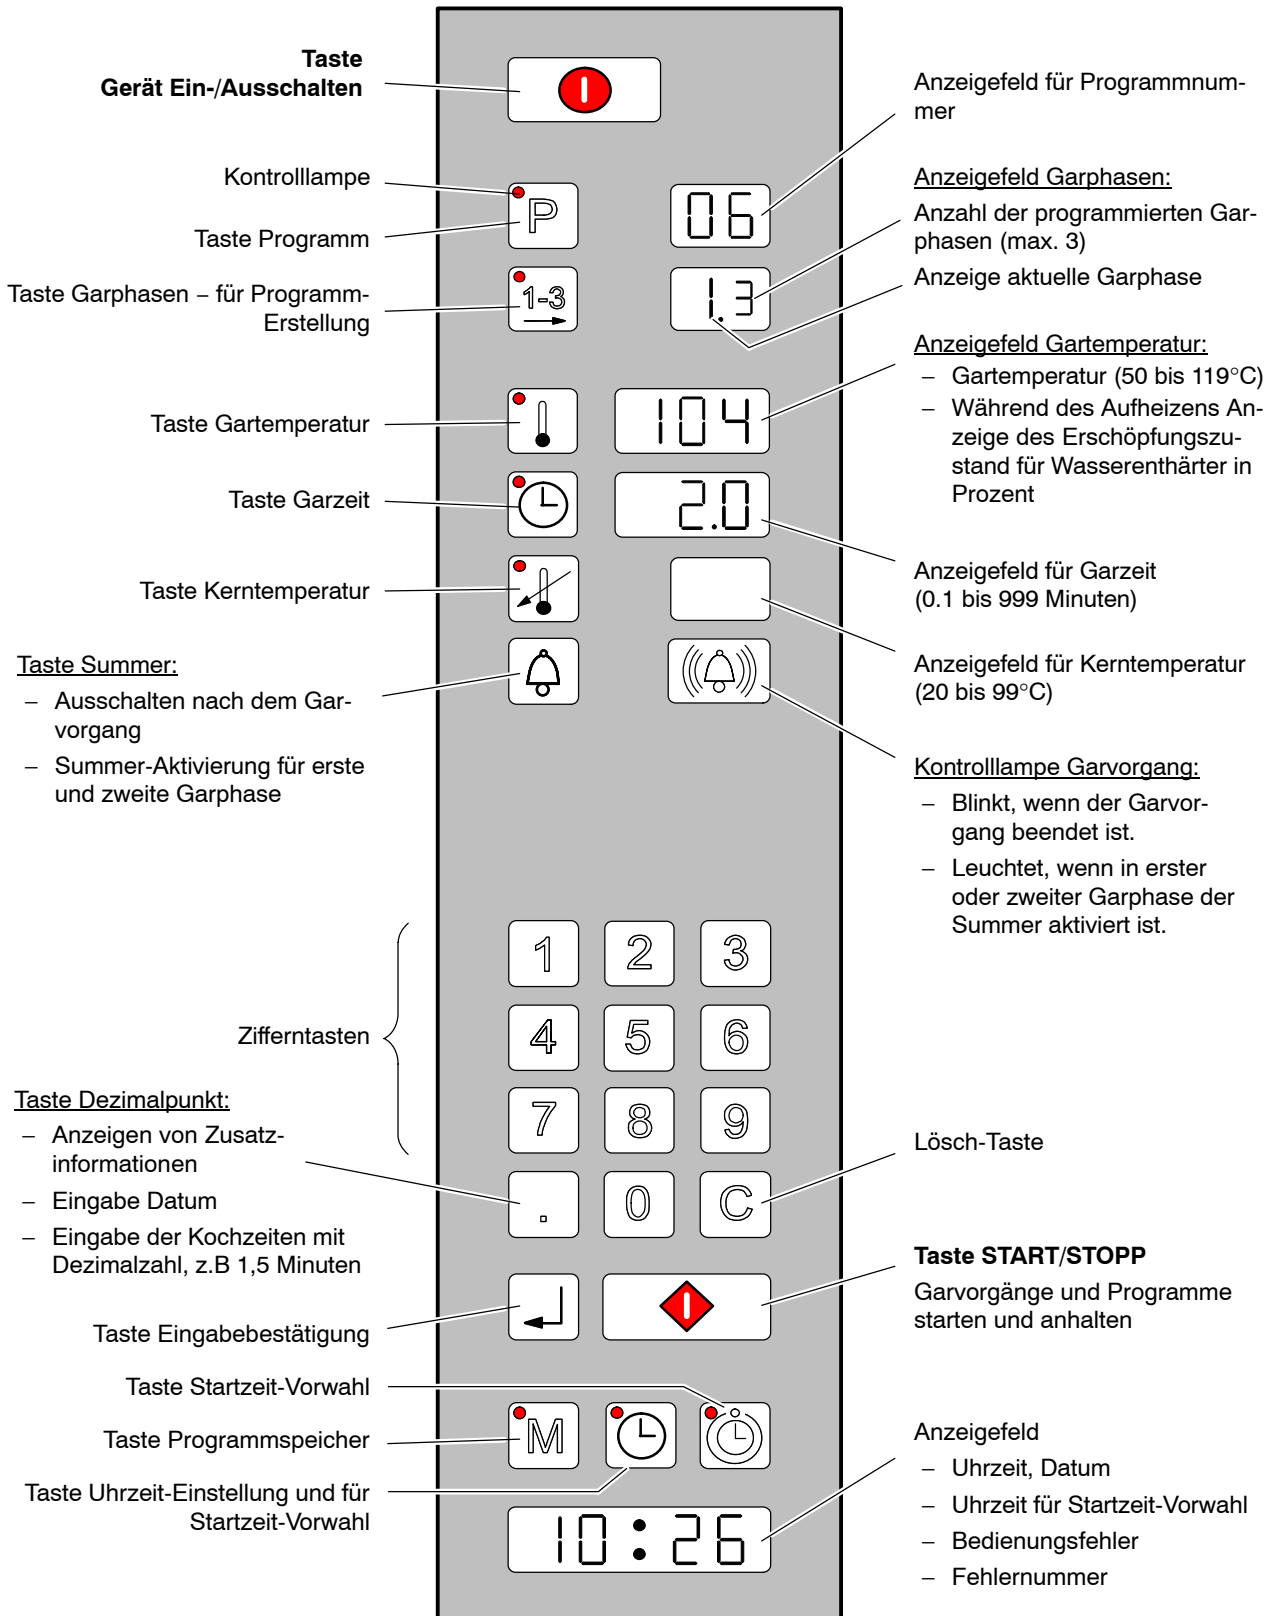 Taste
Gerät Ein-/Ausschalten
Anzeigefeld für Programmnum-
mer
Kontrolllampe
P
06
Taste Programm
Anzeigefeld Garphasen:
Anzahl der programmierten Gar-
phasen (max. 3)
Anzeige aktuelle Garphase
Taste Garphasen – für Programm-
Erstellung
1-3
1.3
Anzeigefeld Gartemperatur:
– Gartemperatur (50 bis 119°C)
– Während des Aufheizens An-
zeige des Erschöpfungszu-
stand für Wasserenthärter in
Prozent
Taste Gartemperatur
104
Taste Garzeit
2.0
Anzeigefeld für Garzeit
(0.1 bis 999 Minuten)
Taste Kerntemperatur
Anzeigefeld für Kerntemperatur
(20 bis 99°C)
Taste Summer:
– Ausschalten nach dem Gar-
vorgang
– Summer-Aktivierung für erste
und zweite Garphase
Kontrolllampe Garvorgang:
– Blinkt, wenn der Garvor-
gang beendet ist.
– Leuchtet, wenn in erster
oder zweiter Garphase der
Summer aktiviert ist.
1 2 3
Zifferntasten
4 5 6
7 8 9
Taste Dezimalpunkt:
– Anzeigen von Zusatz-
informationen
– Eingabe Datum
– Eingabe der Kochzeiten mit
Dezimalzahl, z.B 1,5 Minuten
. 0 C
Lösch-Taste
Taste START/STOPP
Garvorgänge und Programme
starten und anhalten
Taste Eingabebestätigung
Taste Startzeit-Vorwahl
Taste Programmspeicher
M
Taste Uhrzeit-Einstellung und für
Startzeit-Vorwahl
10:26
Anzeigefeld
– Uhrzeit, Datum
– Uhrzeit für Startzeit-Vorwahl
– Bedienungsfehler
– Fehlernummer